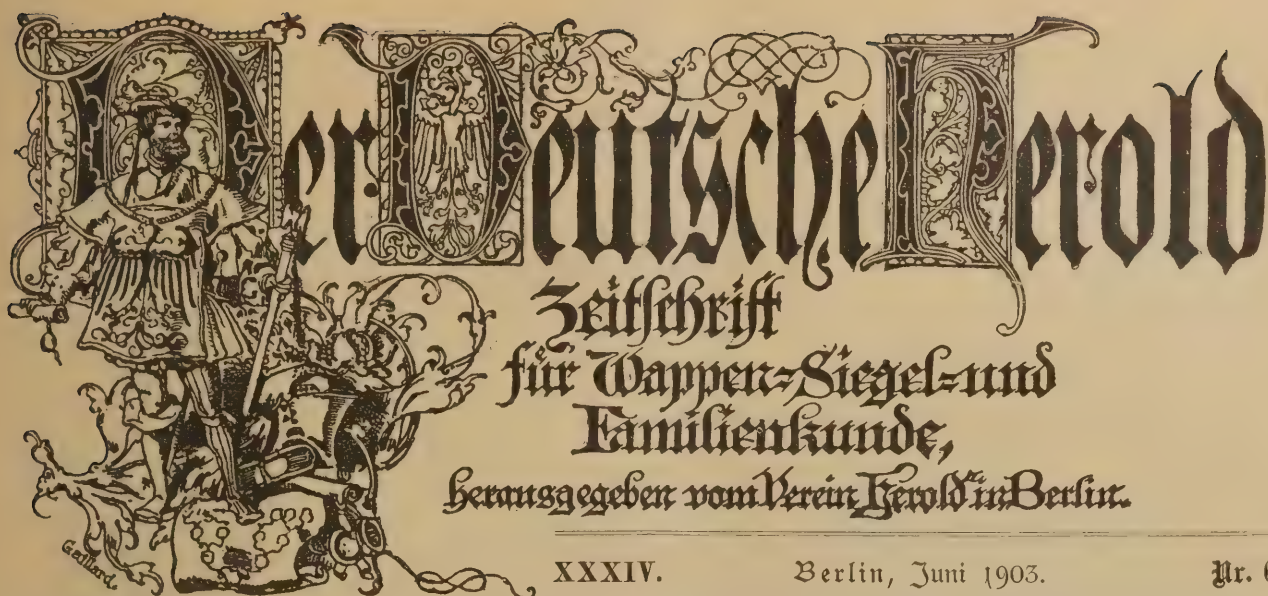 Der Deutsche Herold
Zeitschrift
für Wappen-Siegel-und
Familienkunde,
herausgegeben vom Verein „Herold“ in Berlin.
XXXIV. Berlin, Juni 1903. Nr. 6